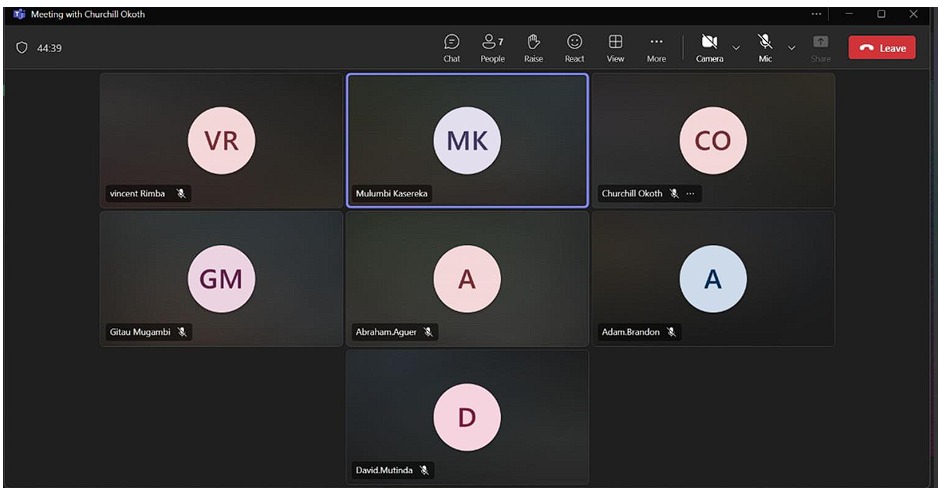 Meeting with Churchill Okoth
44:39
Chat
People 7
Raise
React
View
More
Camera
Mic
Share
Leave
VR
vincent Rimba
MK
Mulumbi Kasereka
CO
Churchill Okoth
GM
Gitau Mugambi
A
Abraham.Aguer
A
Adam.Brandon
D
David.Mutinda